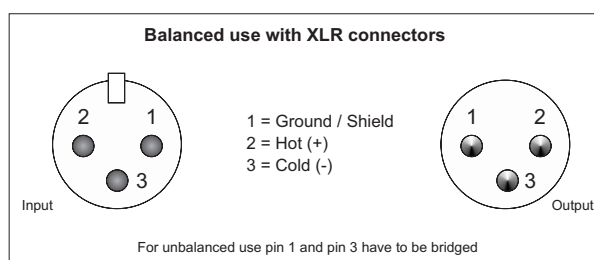 Balanced use with XLR connectors
2 1
3
Input
1 = Ground / Shield
2 = Hot (+)
3 = Cold (-)
1 2
3
Output
For unbalanced use pin 1 and pin 3 have to be bridged